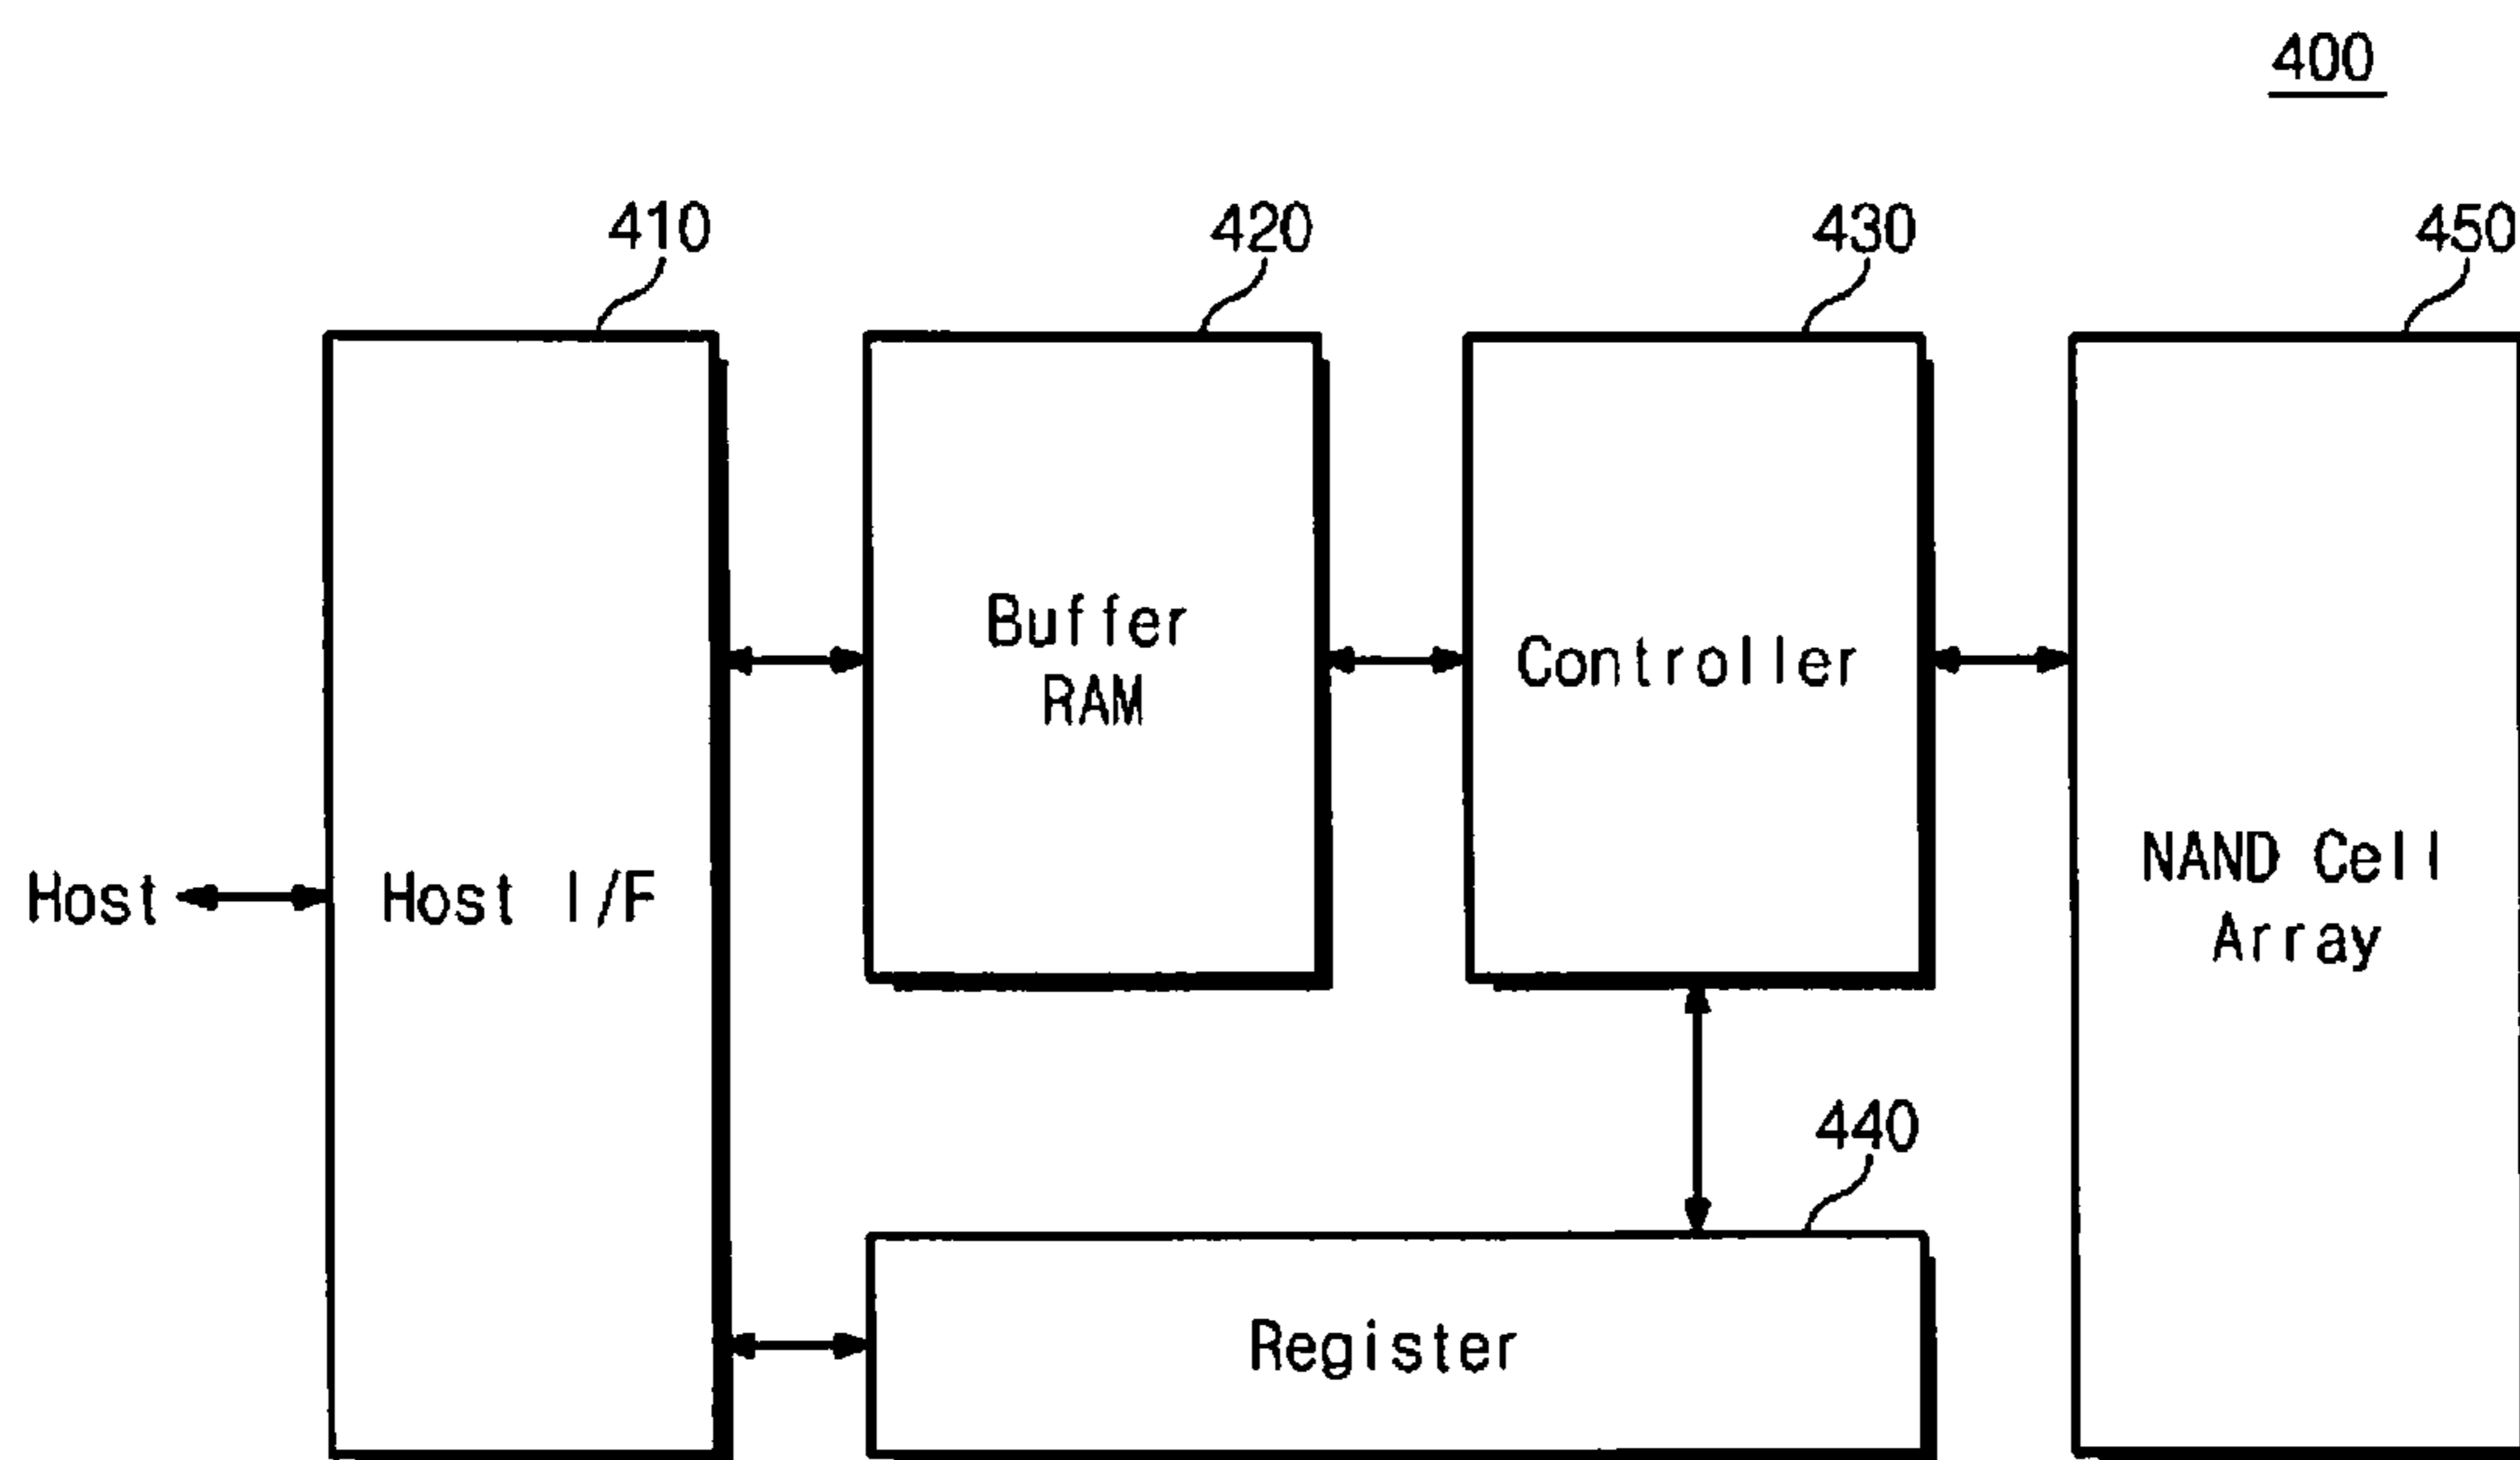 400
410
420
430
450
Buffer
RAM
Controller
NAND Cell
Array
Host
Host I/F
440
Register